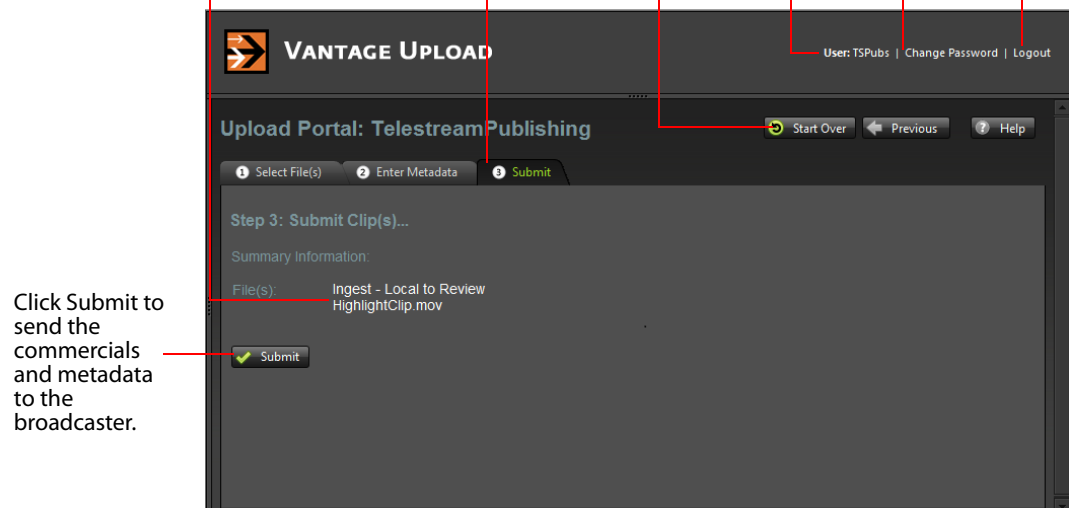 VANTAGE UPLOAD
User: TSPubs | Change Password | Logout
Upload Portal: TelestreamPublishing
Start Over
Previous
? Help
1 Select File(s)
2 Enter Metadata
3 Submit
Step 3: Submit Clip(s)...
Summary Information:
File(s):
Ingest - Local to Review
HighlightClip.mov
Submit
Click Submit to
send the
commercials
and metadata
to the
broadcaster.